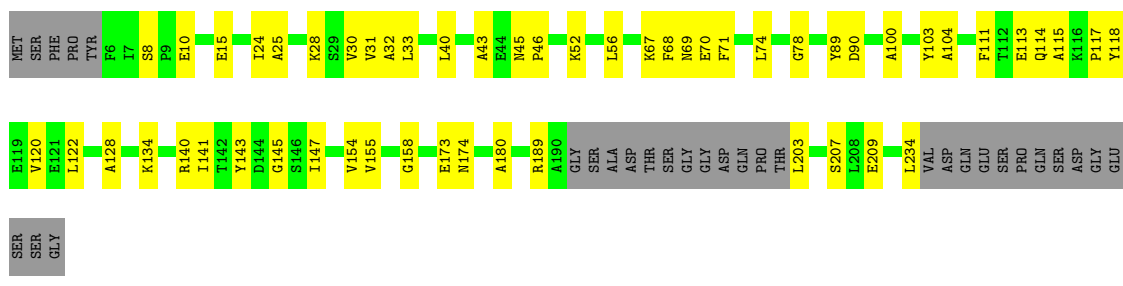 MET SER PHE PRO TYR F6 I7 S8 P9 E10 E15 I24 A25 K28 S29 V30 V31 A32 L33 L40 A43 E44 N45 P46 K52 L56 K67 F68 N69 E70 F71 L74 G78 Y89 D90 A100 Y103 A104 F111 T112 E113 Q114 A115 K116 P117 Y118
E119 V120 E121 L122 A128 K134 R140 I141 T142 Y143 D144 G145 S146 I147 V154 V155 G158 E173 N174 A180 R189 A190 GLY SER ALA ASP THR SER GLY GLY ASP GLN PRO THR L203 S207 L208 E209 L234 VAL ASP GLN GLU SER PRO GLN SER ASP GLY GLU
SER SER GLY